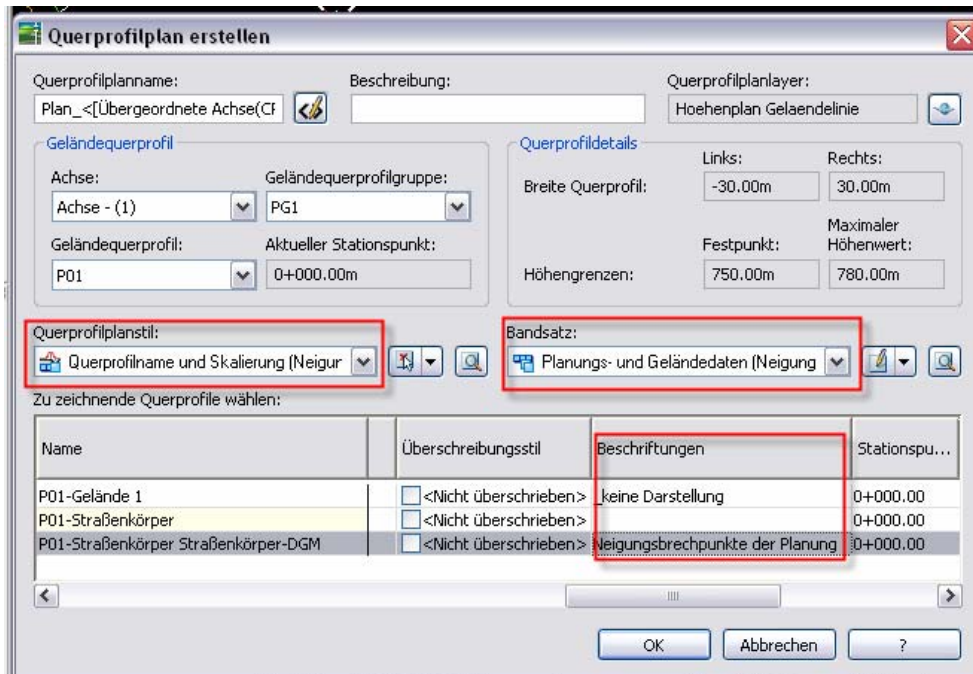 Querprofilplan erstellen
Querprofilplanname: Beschreibung: Querprofilplanlayer:
Plan_<[Übergeordnete Achse(CF Hoehenplan Gelaendelinie
Geländequerprofil Querprofildetails
Links: Rechts:
Achse: Geländequerprofilgruppe: Breite Querprofil: -30.00m 30.00m
Achse - (1) PG1
Maximaler
Geländequerprofil: Aktueller Stationspunkt: Festpunkt: Höhenwert:
P01 0+000.00m Höhengrenzen: 750.00m 780.00m
Querprofilplanstil: Bandsatz:
Querprofilname und Skalierung (Neigur Planungs- und Geländedaten (Neigung
Zu zeichnende Querprofile wählen:
Name Überschreibungsstil Beschriftungen Stationspu...
P01-Gelände 1 <Nicht überschrieben> _keine Darstellung 0+000.00
P01-Straßenkörper <Nicht überschrieben> 0+000.00
P01-Straßenkörper Straßenkörper-DGM <Nicht überschrieben> Neigungsbrechpunkte der Planung 0+000.00
OK Abbrechen ?